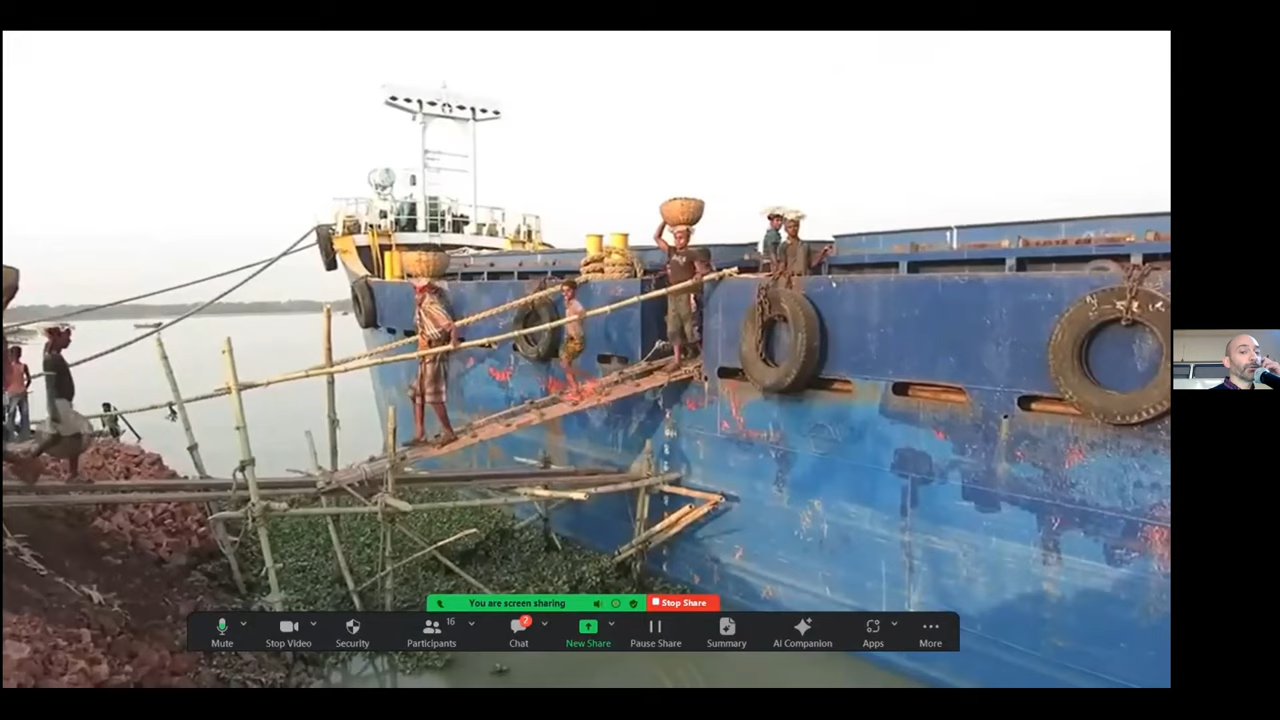 You are screen sharing
Stop Share
16
2
Mute
Stop Video
Security
Participants
Chat
New Share
Pause Share
Summary
AI Companion
Apps
More